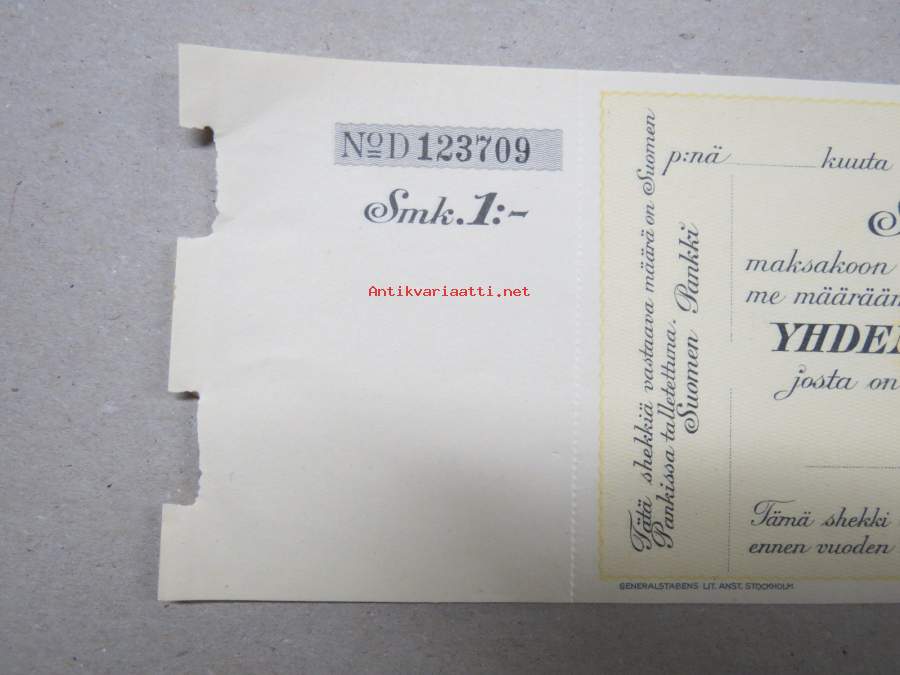 Nº D 123709
Smk. 1:-
Antikvariaatti.net
Tätä shekkiä vastaava määrä on Suomen
Pankissa talletettuna.
Suomen Pankki
p:nä kuuta
maksakoon
me määrään
YHDE
josta on
Tämä shekki
ennen vuoden
GENERALSTABENS LIT. ANST. STOCKHOLM